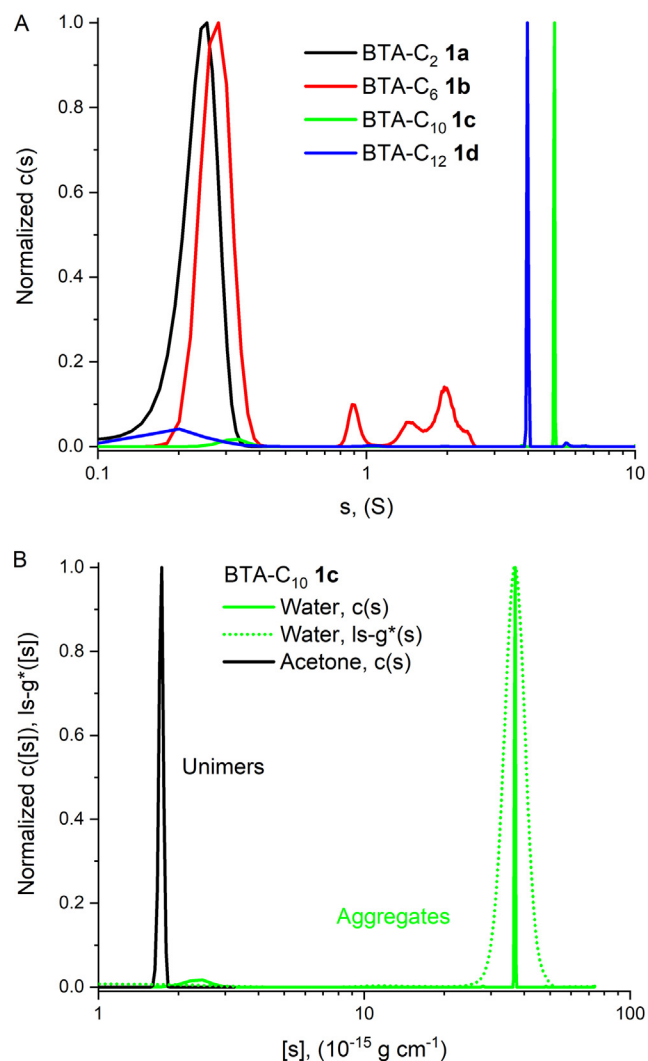 A
1.0
0.8
0.6
0.4
0.2
0.0
Normalized c(s)
BTA-C₂ 1a
BTA-C₆ 1b
BTA-C₁₀ 1c
BTA-C₁₂ 1d
0.1
1
10
s, (S)
B
1.0
0.8
0.6
0.4
0.2
0.0
Normalized c([s]), ls-g*([s])
BTA-C₁₀ 1c
Water, c(s)
Water, ls-g*(s)
Acetone, c(s)
Unimers
Aggregates
1
10
100
[s], (10⁻¹⁵ g cm⁻¹)